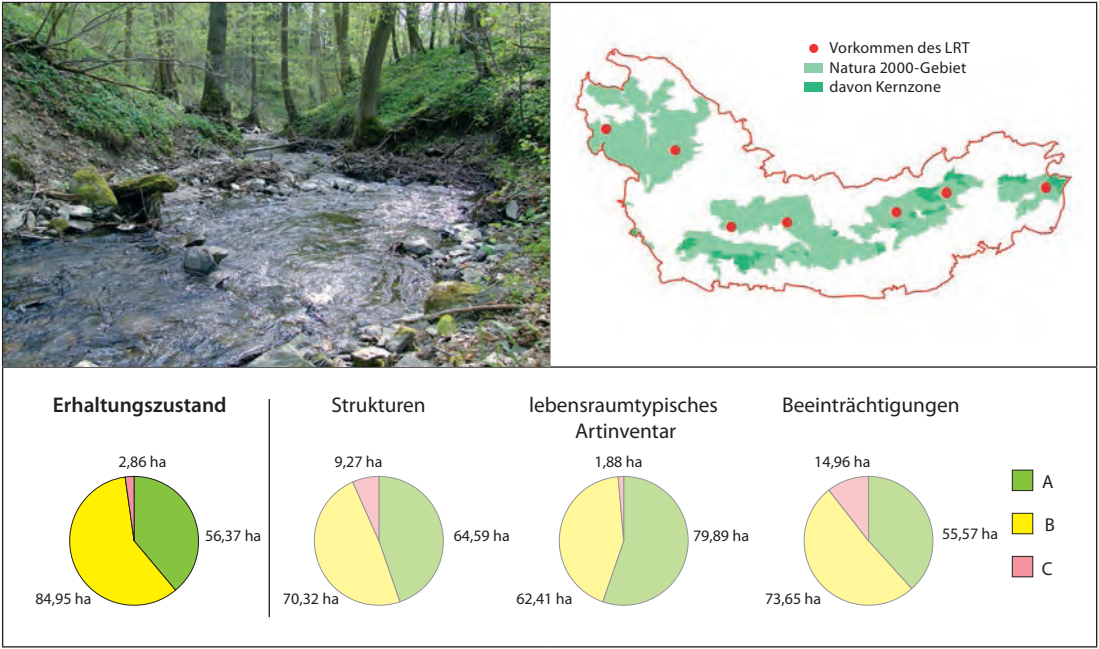 Vorkommen des LRT
Natura 2000-Gebiet
davon Kernzone
Erhaltungszustand
2,86 ha
56,37 ha
84,95 ha
Strukturen
9,27 ha
64,59 ha
70,32 ha
lebensraumtypisches
Artinventar
1,88 ha
79,89 ha
62,41 ha
Beeinträchtigungen
14,96 ha
55,57 ha
73,65 ha
A
B
C